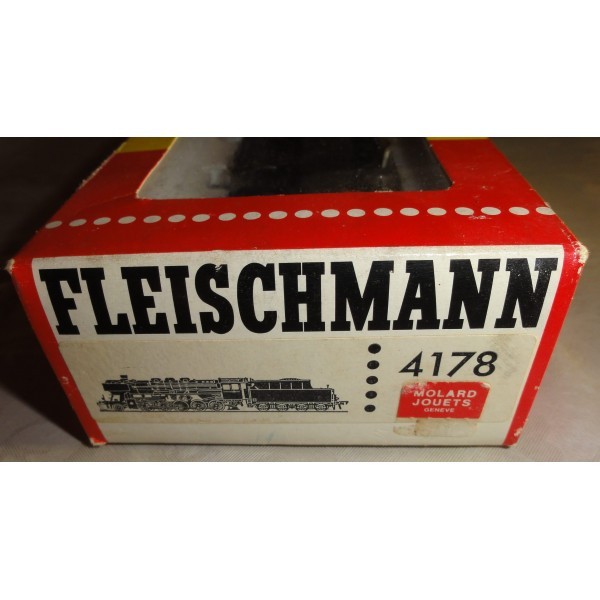 FLEISCHMANN
4178
MOLARD
JOUETS
GENEVE